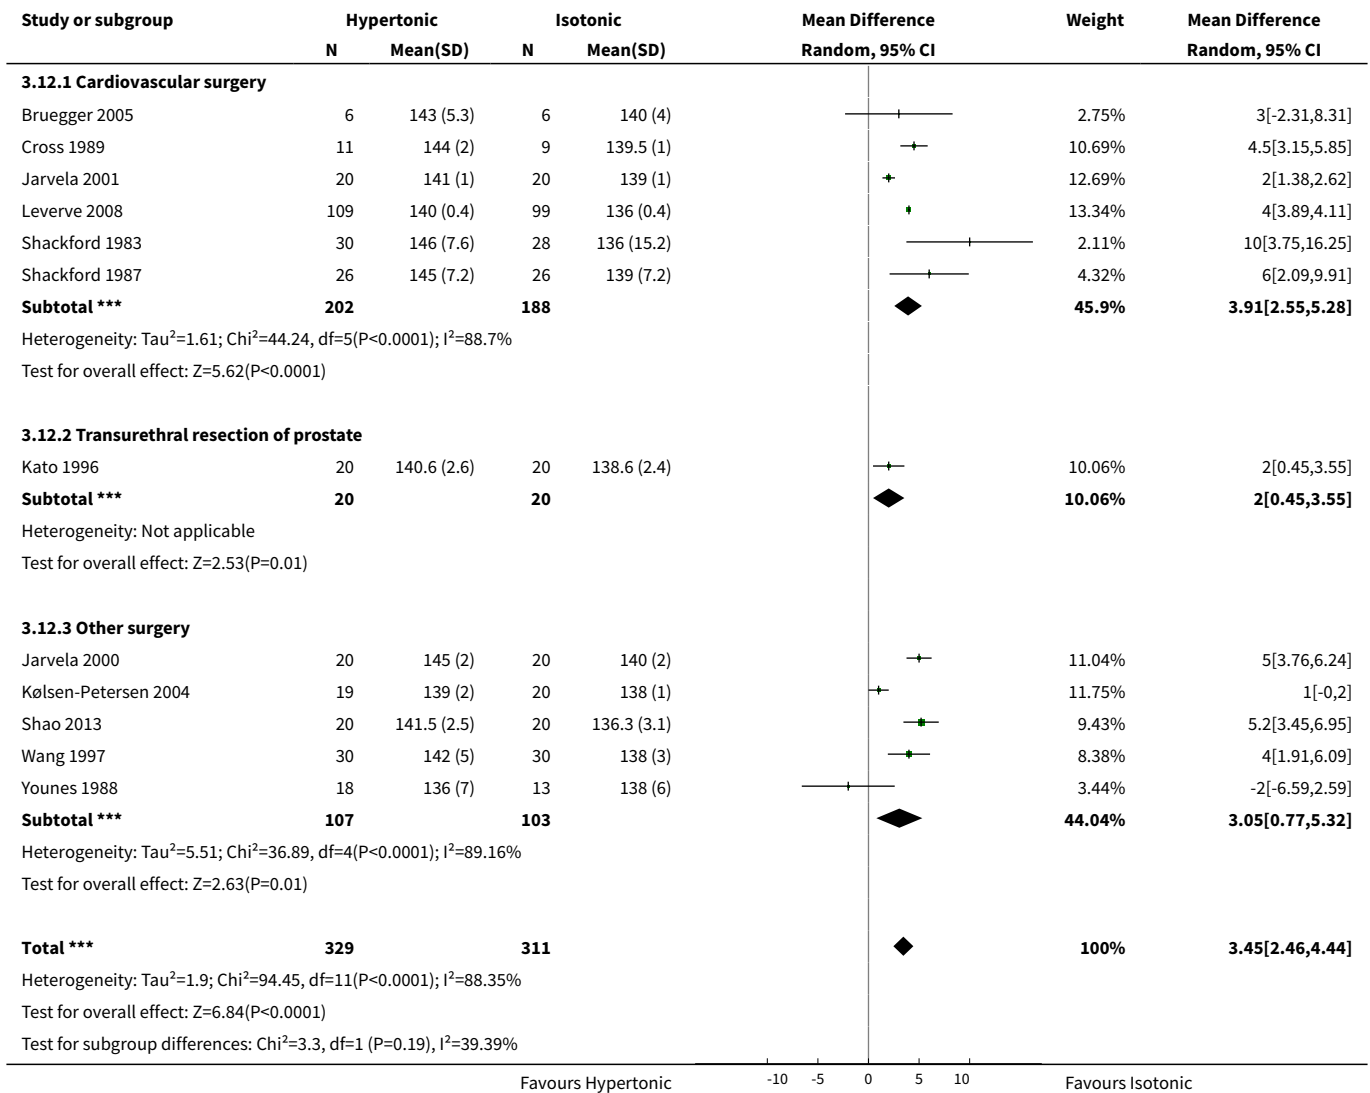 Study or subgroup Hypertonic Isotonic Mean Difference Weight Mean Difference
N Mean(SD) N Mean(SD) Random, 95% CI Random, 95% CI
3.12.1 Cardiovascular surgery
Bruegger 2005 6 143 (5.3) 6 140 (4) 2.75% 3[-2.31,8.31]
Cross 1989 11 144 (2) 9 139.5 (1) 10.69% 4.5[3.15,5.85]
Jarvela 2001 20 141 (1) 20 139 (1) 12.69% 2[1.38,2.62]
Leverve 2008 109 140 (0.4) 99 136 (0.4) 13.34% 4[3.89,4.11]
Shackford 1983 30 146 (7.6) 28 136 (15.2) 2.11% 10[3.75,16.25]
Shackford 1987 26 145 (7.2) 26 139 (7.2) 4.32% 6[2.09,9.91]
Subtotal *** 202 188 45.9% 3.91[2.55,5.28]
Heterogeneity: Tau²=1.61; Chi²=44.24, df=5(P<0.0001); I²=88.7%
Test for overall effect: Z=5.62(P<0.0001)
3.12.2 Transurethral resection of prostate
Kato 1996 20 140.6 (2.6) 20 138.6 (2.4) 10.06% 2[0.45,3.55]
Subtotal *** 20 20 10.06% 2[0.45,3.55]
Heterogeneity: Not applicable
Test for overall effect: Z=2.53(P=0.01)
3.12.3 Other surgery
Jarvela 2000 20 145 (2) 20 140 (2) 11.04% 5[3.76,6.24]
Kølsen-Petersen 2004 19 139 (2) 20 138 (1) 11.75% 1[-0,2]
Shao 2013 20 141.5 (2.5) 20 136.3 (3.1) 9.43% 5.2[3.45,6.95]
Wang 1997 30 142 (5) 30 138 (3) 8.38% 4[1.91,6.09]
Younes 1988 18 136 (7) 13 138 (6) 3.44% -2[-6.59,2.59]
Subtotal *** 107 103 44.04% 3.05[0.77,5.32]
Heterogeneity: Tau²=5.51; Chi²=36.89, df=4(P<0.0001); I²=89.16%
Test for overall effect: Z=2.63(P=0.01)
Total *** 329 311 100% 3.45[2.46,4.44]
Heterogeneity: Tau²=1.9; Chi²=94.45, df=11(P<0.0001); I²=88.35%
Test for overall effect: Z=6.84(P<0.0001)
Test for subgroup differences: Chi²=3.3, df=1 (P=0.19), I²=39.39%
Favours Hypertonic -10 -5 0 5 10 Favours Isotonic